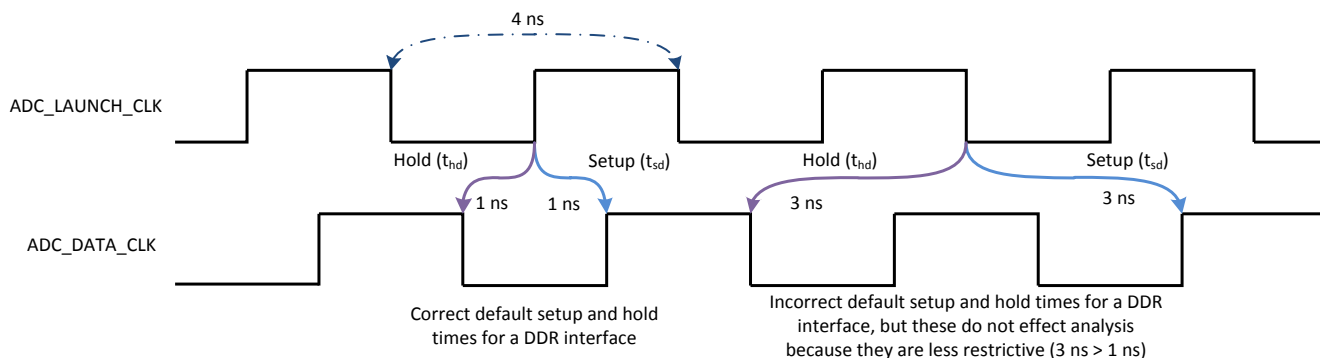 4 ns
ADC_LAUNCH_CLK
Hold (thd)
Setup (tsd)
Hold (thd)
Setup (tsd)
1 ns
1 ns
3 ns
3 ns
ADC_DATA_CLK
Correct default setup and hold
times for a DDR interface
Incorrect default setup and hold times for a DDR
interface, but these do not effect analysis
because they are less restrictive (3 ns > 1 ns)